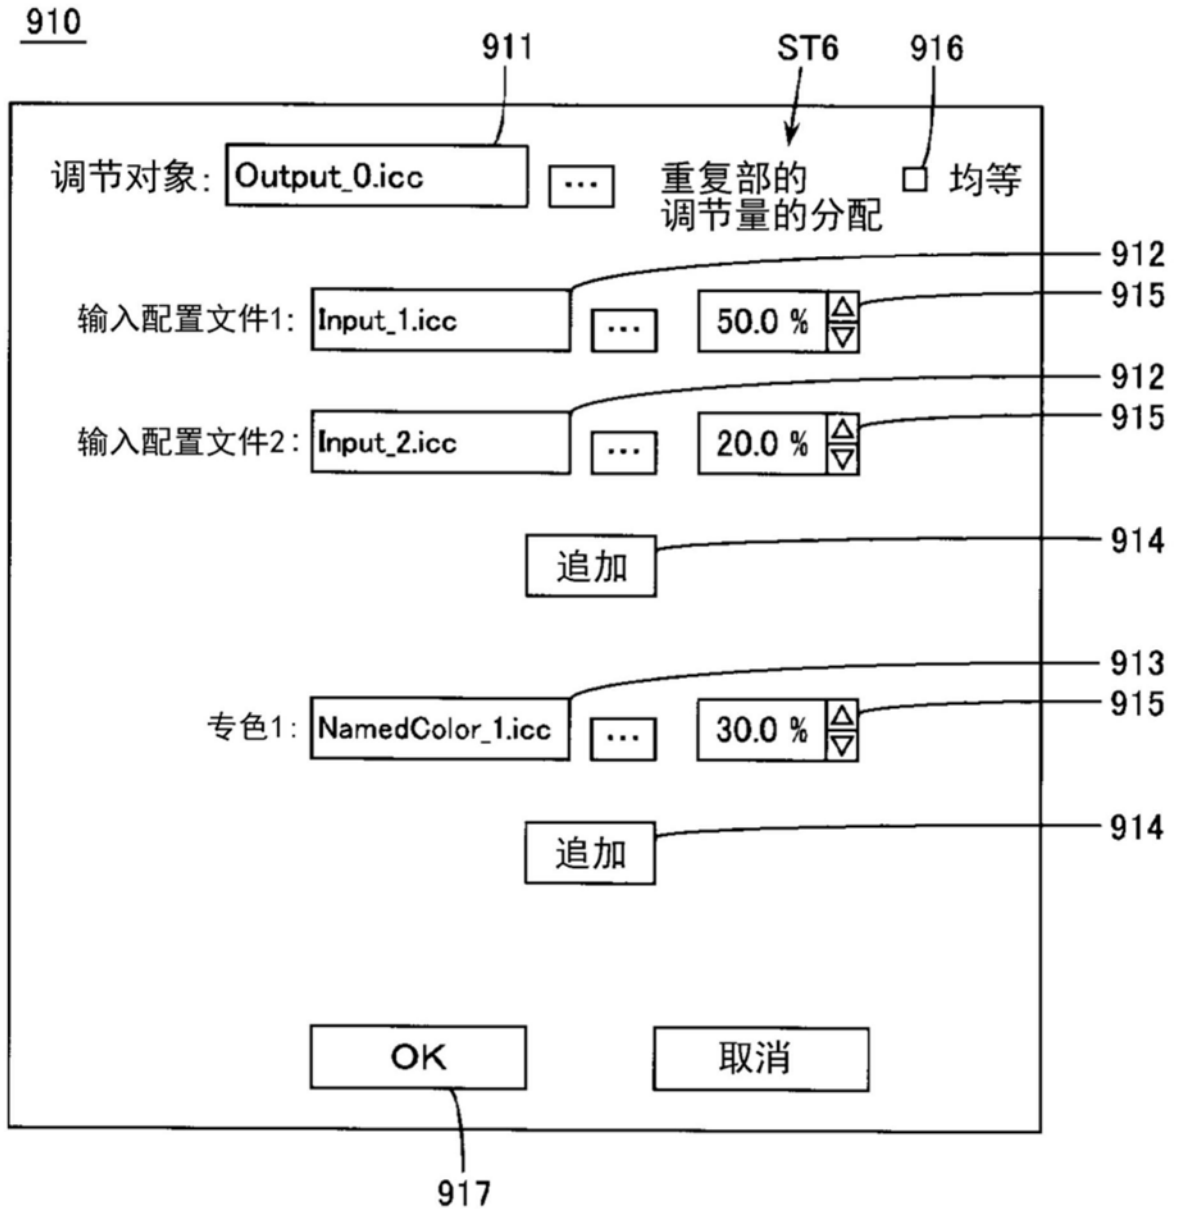 910
911
ST6
916
调节对象:
Output_0.icc
...
重复部的
调节量的分配
均等
912
915
输入配置文件1:
Input_1.icc
...
50.0 %
912
915
输入配置文件2:
Input_2.icc
...
20.0 %
追加
914
913
915
专色1:
NamedColor_1.icc
...
30.0 %
追加
914
OK
取消
917